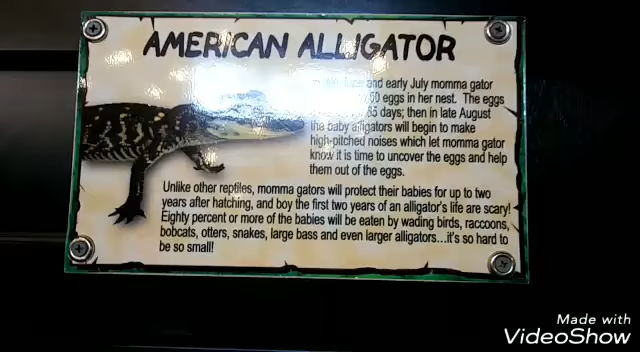 AMERICAN ALLIGATOR
and early July momma gator
50 eggs in her nest. The eggs
65 days; then in late August
the baby alligators will begin to make
high-pitched noises which let momma gator
know it is time to uncover the eggs and help
them out of the eggs.
Unlike other reptiles, momma gators will protect their babies for up to two
years after hatching, and boy the first two years of an alligator's life are scary!
Eighty percent or more of the babies will be eaten by wading birds, raccoons,
bobcats, otters, snakes, large bass and even larger alligators...it's so hard to
be so small!
Made with
VideoShow